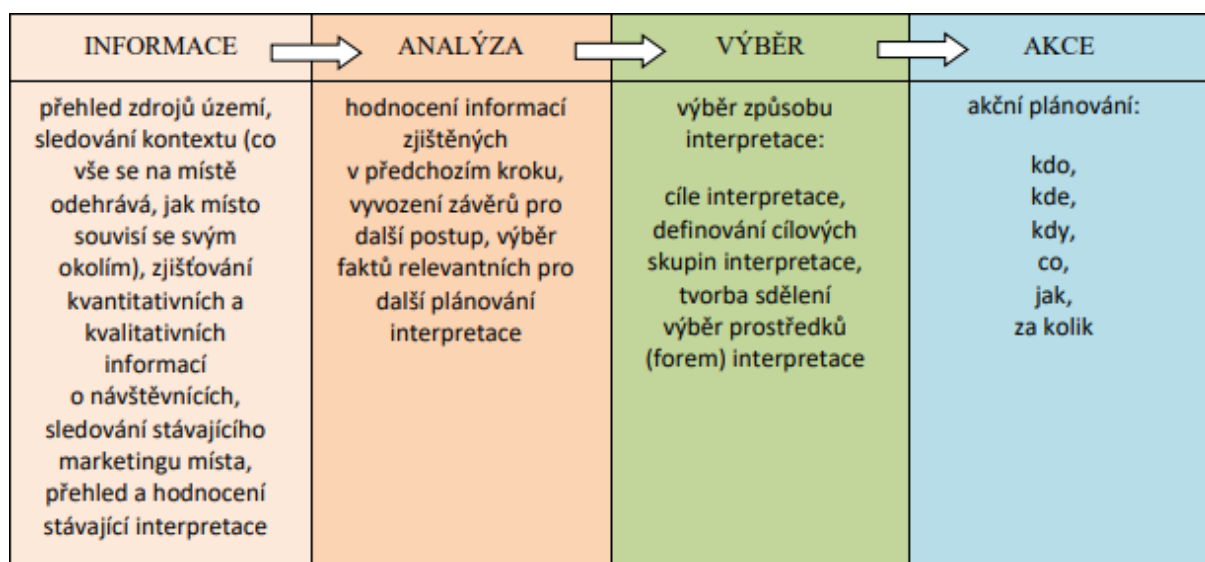 INFORMACE
ANALÝZA
VÝBĚR
AKCE
přehled zdrojů území,
sledování kontextu (co
vše se na místě
odehrává, jak místo
souvisí se svým
okolím), zjišťování
kvantitativních a
kvalitativních
informací
o návštěvnících,
sledování stávajícího
marketingu místa,
přehled a hodnocení
stávající interpretace
hodnocení informací
zjištěných
v předchozím kroku,
vyvození závěrů pro
další postup, výběr
faktů relevantních pro
další plánování
interpretace
výběr způsobu
interpretace:
cíle interpretace,
definování cílových
skupin interpretace,
tvorba sdělení
výběr prostředků
(forem) interpretace
akční plánování:
kdo,
kde,
kdy,
co,
jak,
za kolik